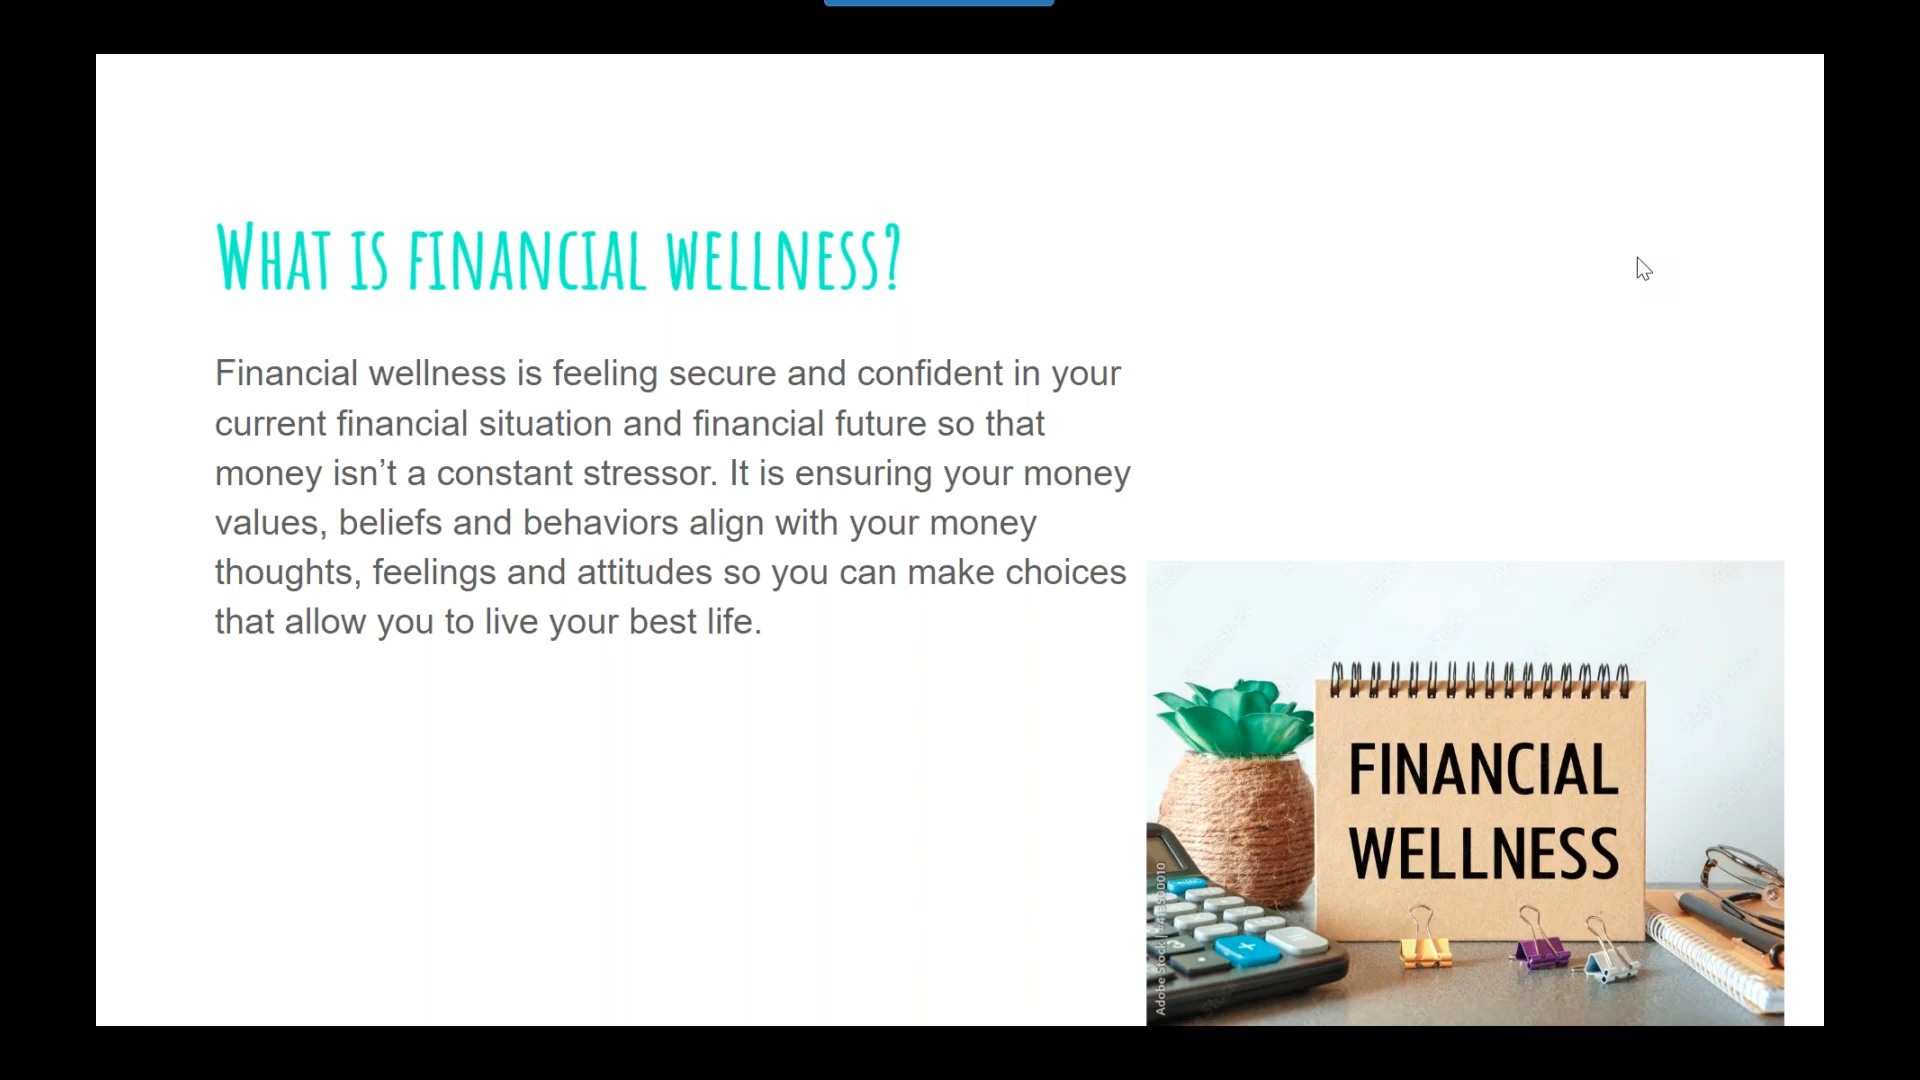 What is financial wellness?
Financial wellness is feeling secure and confident in your
current financial situation and financial future so that
money isn’t a constant stressor. It is ensuring your money
values, beliefs and behaviors align with your money
thoughts, feelings and attitudes so you can make choices
that allow you to live your best life.
FINANCIAL
WELLNESS